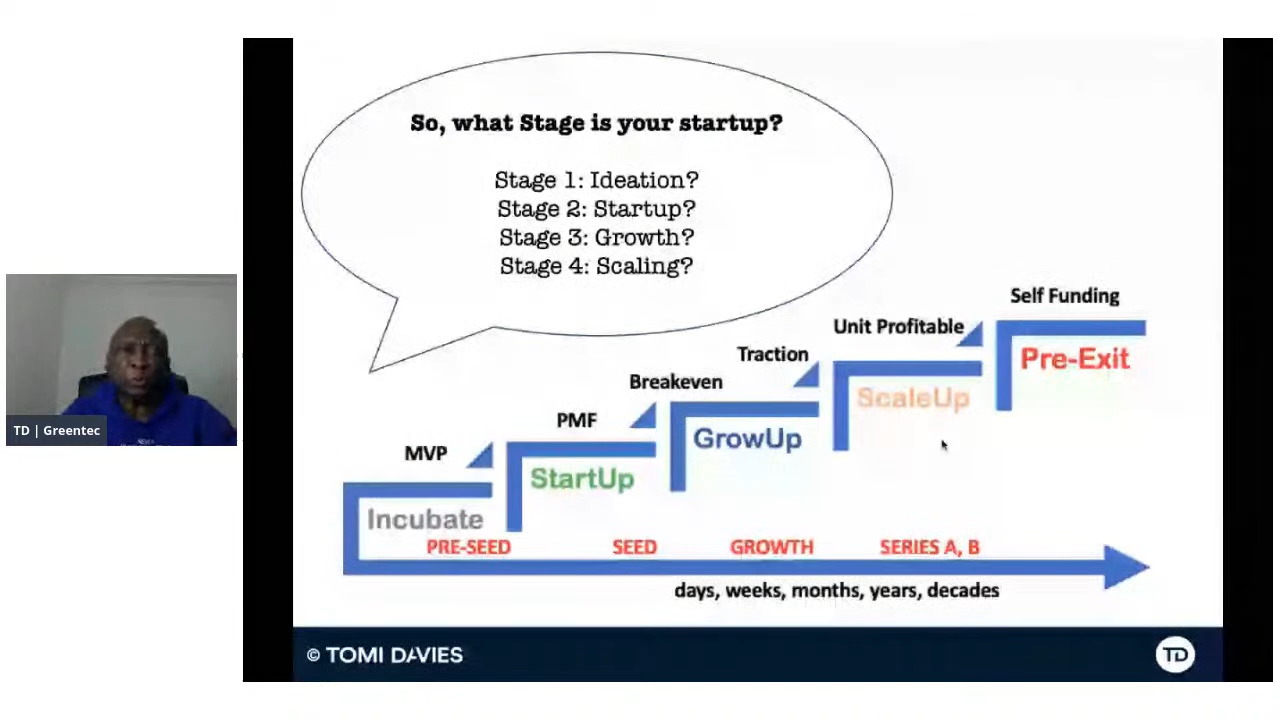 So, what Stage is your startup?
Stage 1: Ideation?
Stage 2: Startup?
Stage 3: Growth?
Stage 4: Scaling?
Self Funding
Unit Profitable
Pre-Exit
Traction
ScaleUp
Breakeven
GrowUp
PMF
StartUp
MVP
Incubate
PRE-SEED SEED GROWTH SERIES A, B
days, weeks, months, years, decades
TD | Greentec
© TOMI DAVIES
TD